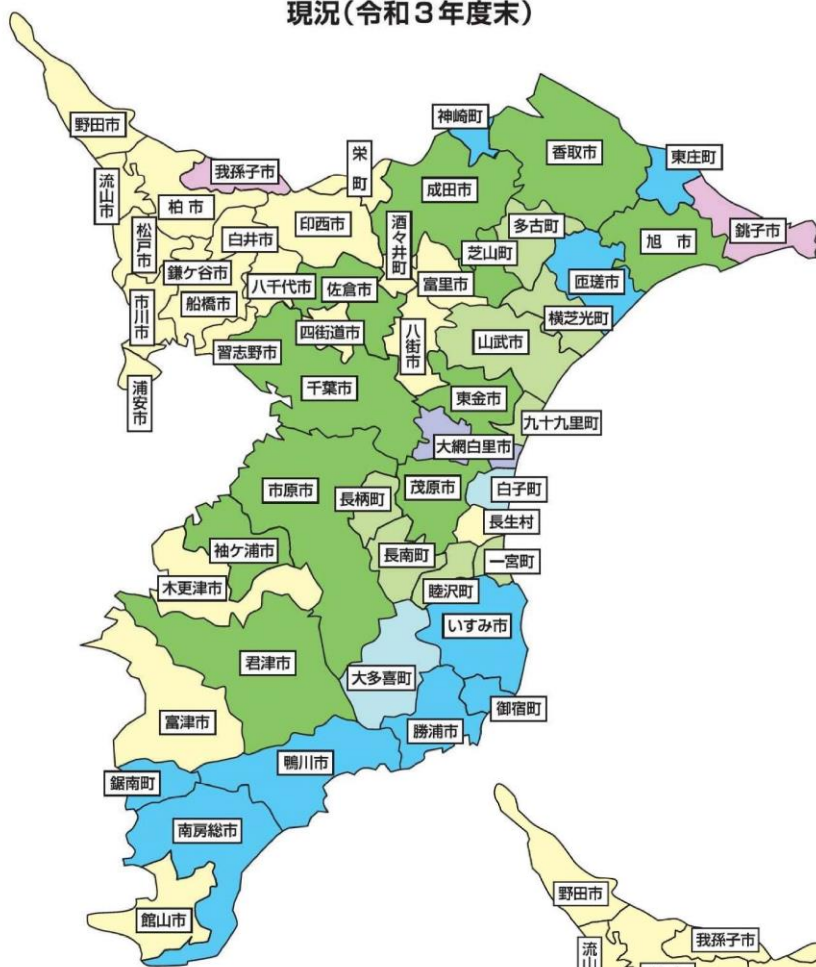 現況(令和3年度末)
野田市
神崎町
香取市
東庄町
流山市
我孫子市
栄町
成田市
柏市
印西市
酒々井町
多古町
旭市
銚子市
松戸市
白井市
芝山町
鎌ケ谷市
八千代市
佐倉市
富里市
匝瑳市
市川市
船橋市
四街道市
八街市
横芝光町
習志野市
山武市
浦安市
千葉市
東金市
九十九里町
大網白里市
市原市
長柄町
茂原市
白子町
長生村
袖ケ浦市
長南町
一宮町
木更津市
睦沢町
いすみ市
君津市
大多喜町
富津市
御宿町
勝浦市
鴨川市
鋸南町
南房総市
館山市
野田市
我孫子市
流山